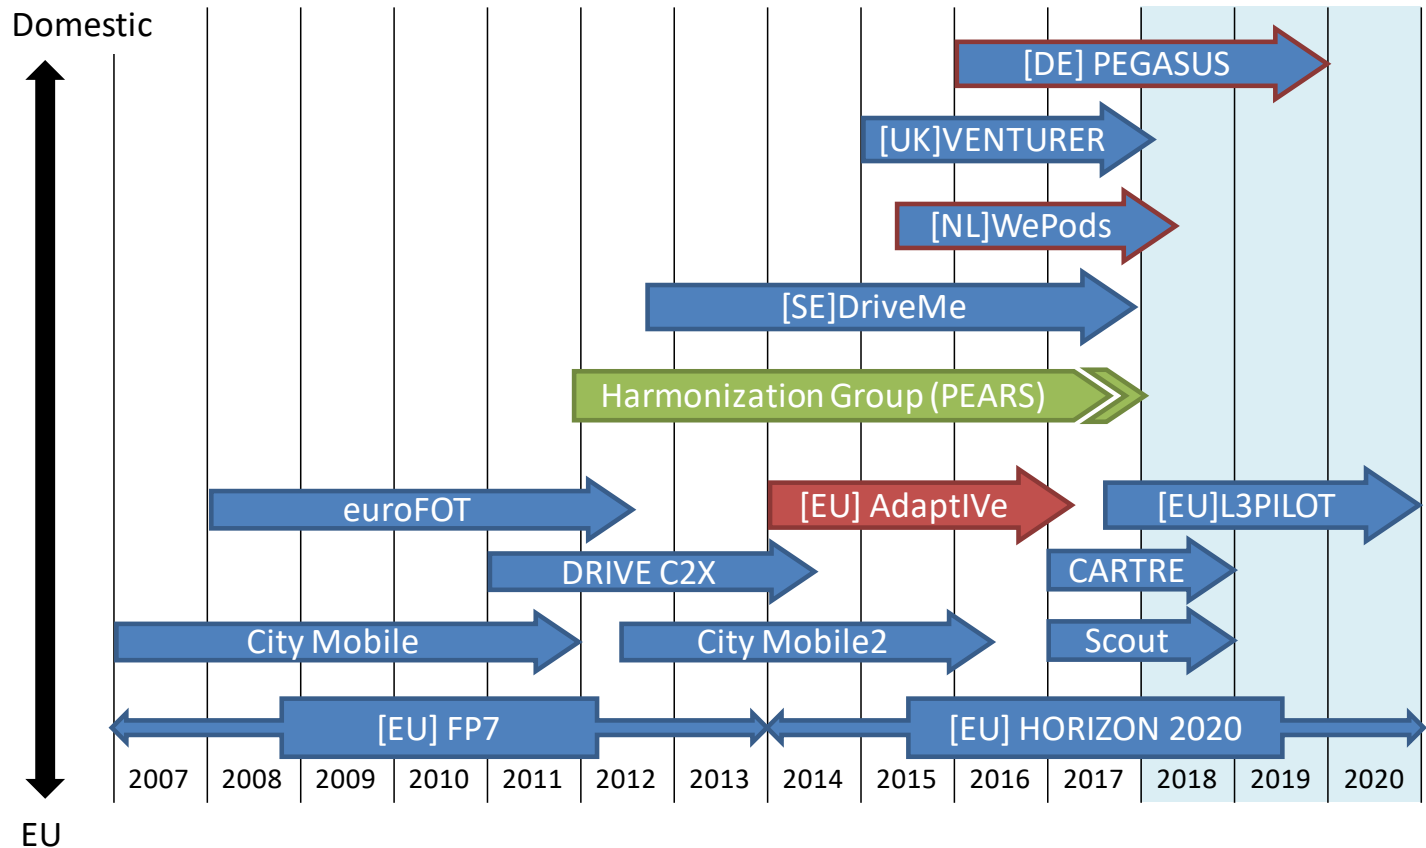 Domestic
[DE] PEGASUS
[UK]VENTURER
[NL]WePods
[SE]DriveMe
Harmonization Group (PEARS)
euroFOT
[EU] AdaptIVe
[EU]L3PILOT
DRIVE C2X
CARTRE
City Mobile
City Mobile2
Scout
[EU] FP7
[EU] HORIZON 2020
2007 2008 2009 2010 2011 2012 2013 2014 2015 2016 2017 2018 2019 2020
EU